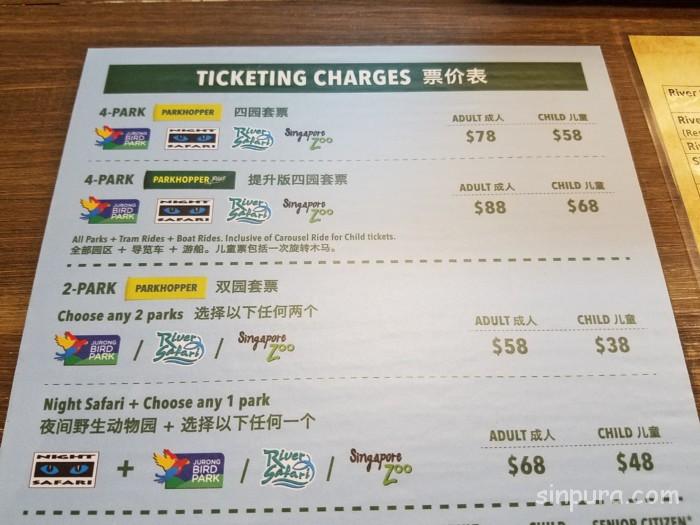 TICKETING CHARGES 票价表
4-PARK PARKHOPPER 四园套票
ADULT 成人 CHILD 儿童
JURONG BIRD PARK NIGHT SAFARI River Safari Singapore Zoo
$78 $58
4-PARK PARKHOPPER 提升版四园套票
ADULT 成人 CHILD 儿童
JURONG BIRD PARK NIGHT SAFARI River Safari Singapore Zoo
$88 $68
All Parks + Tram Rides + Boat Rides. Inclusive of Carousel Ride for Child tickets.
全部园区 + 导览车 + 游船。儿童票包括一次旋转木马。
2-PARK PARKHOPPER 双园套票
Choose any 2 parks 选择以下任何两个
ADULT 成人 CHILD 儿童
JURONG BIRD PARK / River Safari / Singapore Zoo
$58 $38
Night Safari + Choose any 1 park
夜间野生动物园 + 选择以下任何一个
ADULT 成人 CHILD 儿童
NIGHT SAFARI + JURONG BIRD PARK / River Safari / Singapore Zoo
$68 $48
SENIOR CITIZEN*
River
River
Ri
sinpura.com